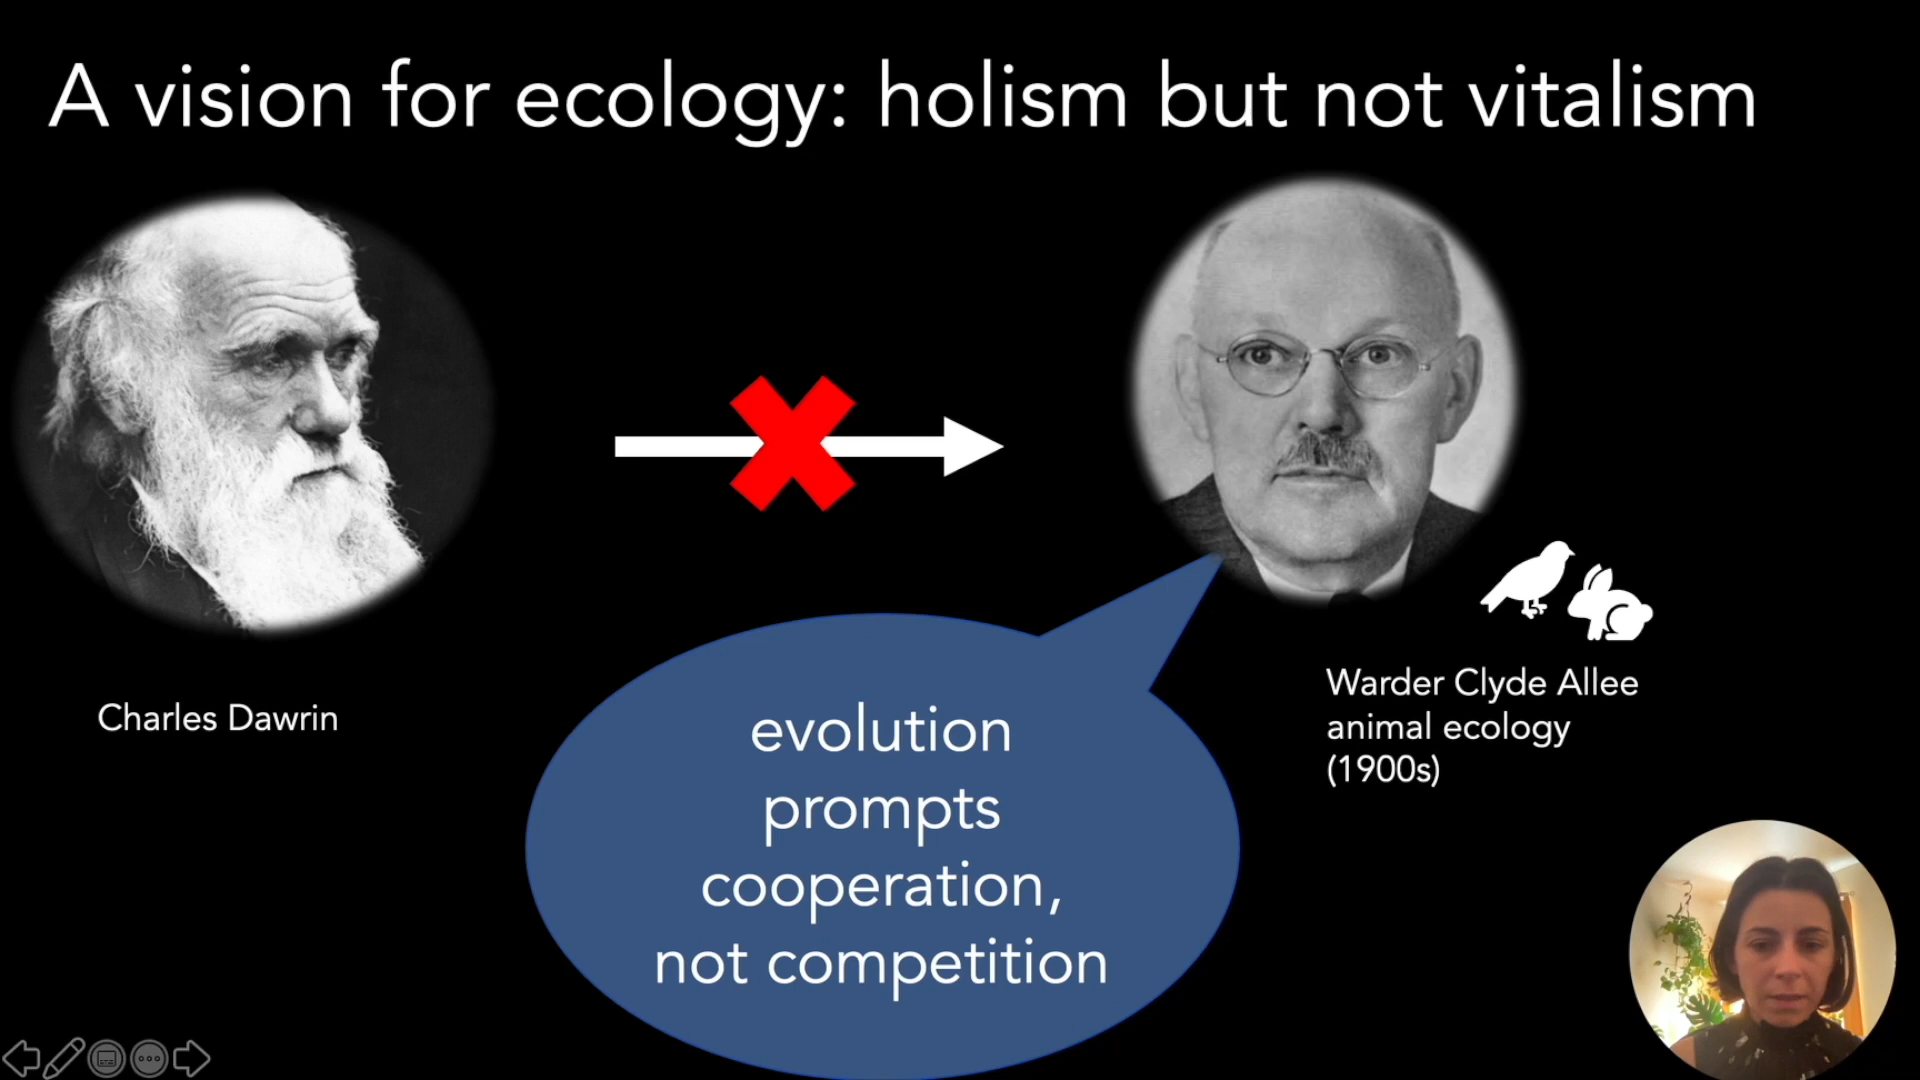 A vision for ecology: holism but not vitalism
Charles Dawrin
Warder Clyde Allee
animal ecology
(1900s)
evolution
prompts
cooperation,
not competition